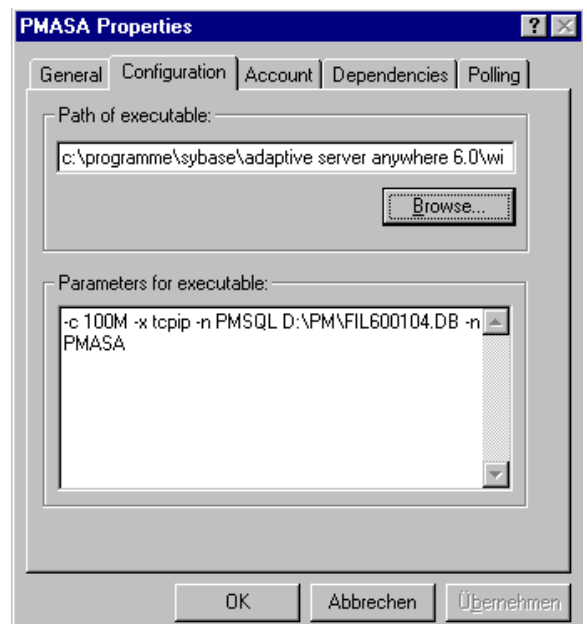 PMASA Properties
General Configuration Account Dependencies Polling
Path of executable:
c:\programme\sybase\adaptive server anywhere 6.0\wi
Browse...
Parameters for executable:
-c 100M -x tcpip -n PMSQL D:\PM\FIL600104.DB -n
PMASA
OK Abbrechen Übernehmen